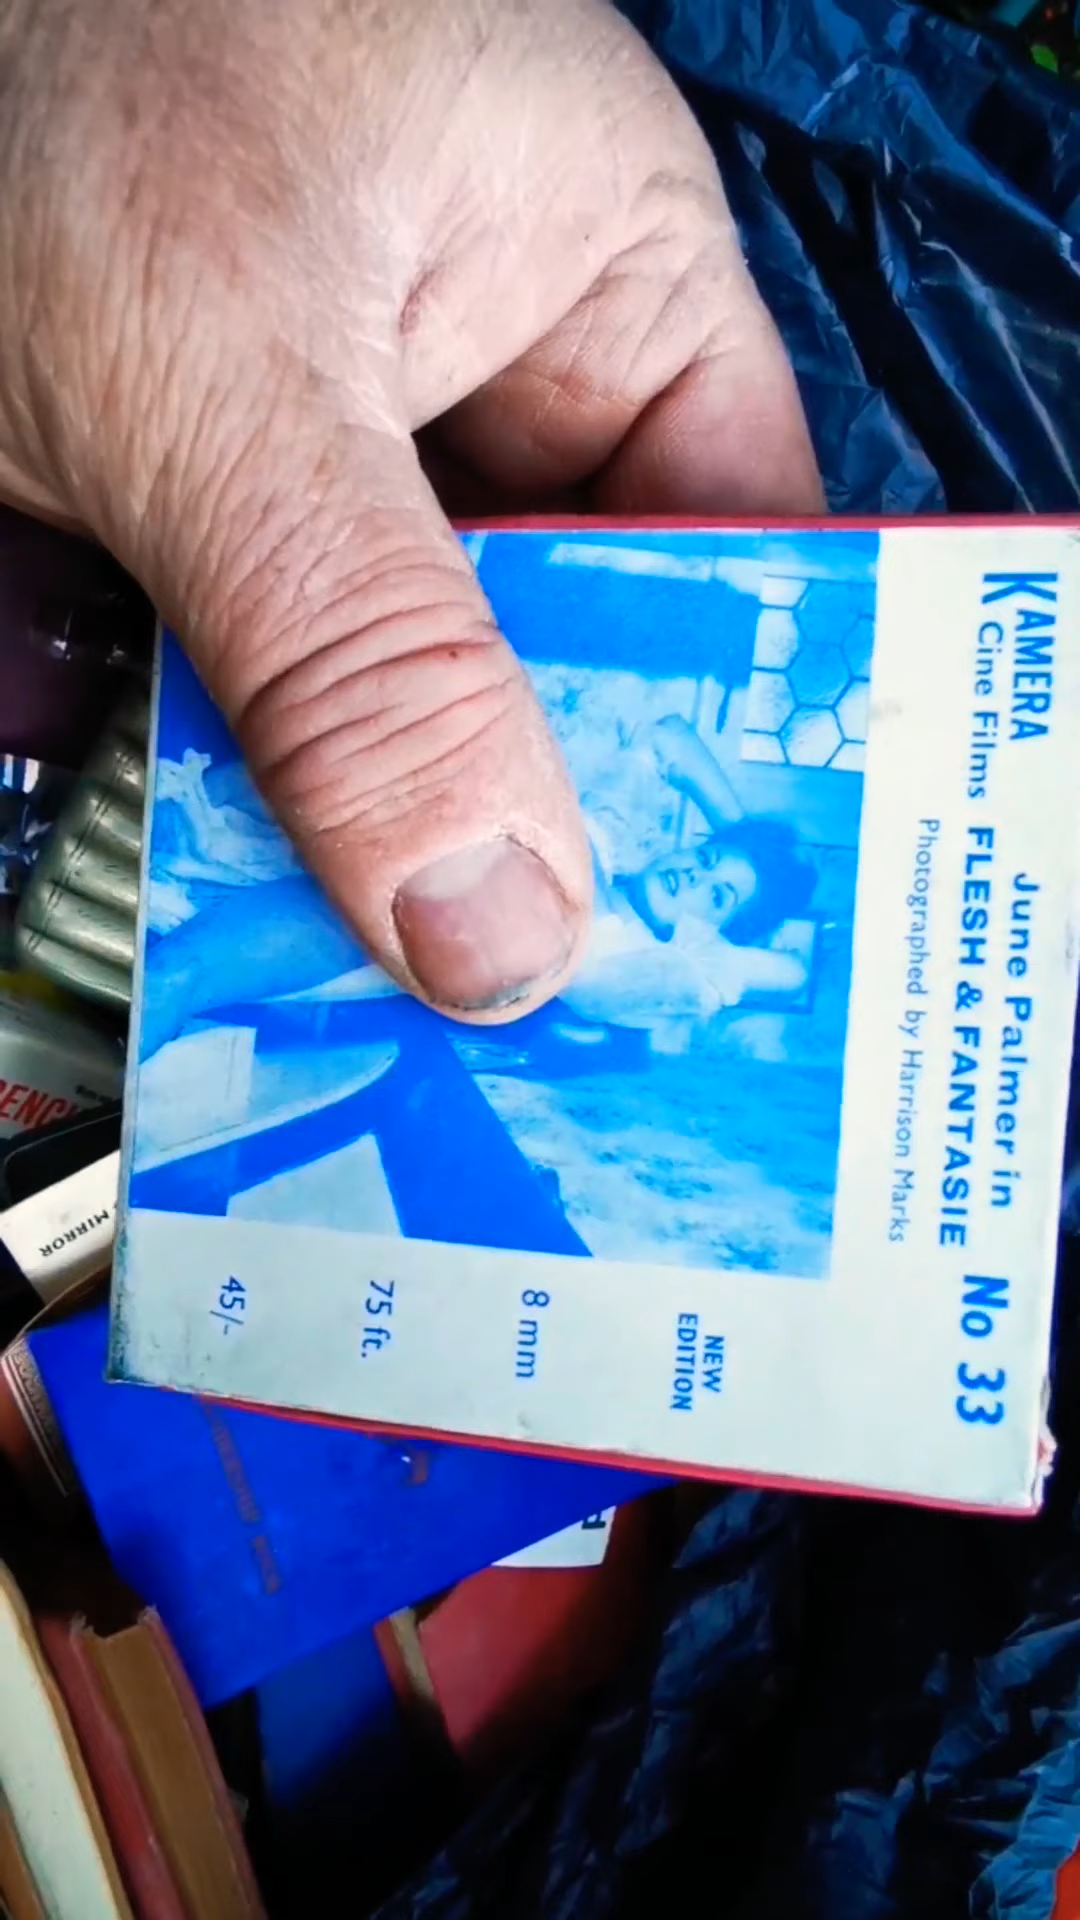 KAMERA
Cine Films
June Palmer in
FLESH & FANTASIE
No 33
Photographed by Harrison Marks
NEW
EDITION
8 mm
75 ft.
45/-
MIRROR